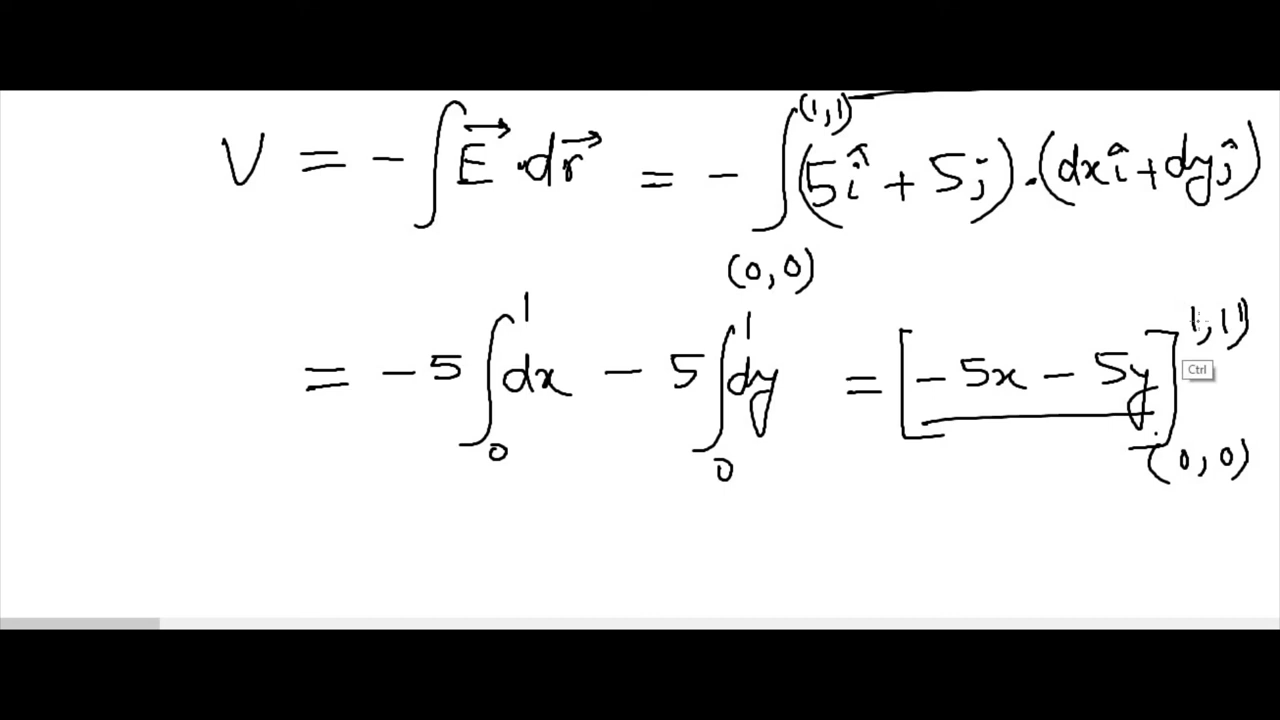 V = -∫E⃗·dr⃗ = -∫_(0,0)^(1,1) (5î + 5ĵ)·(dxî + dyĵ)
= -5∫_0^1 dx - 5∫_0^1 dy = [-5x - 5y]_(0,0)^1,1)
Ctrl